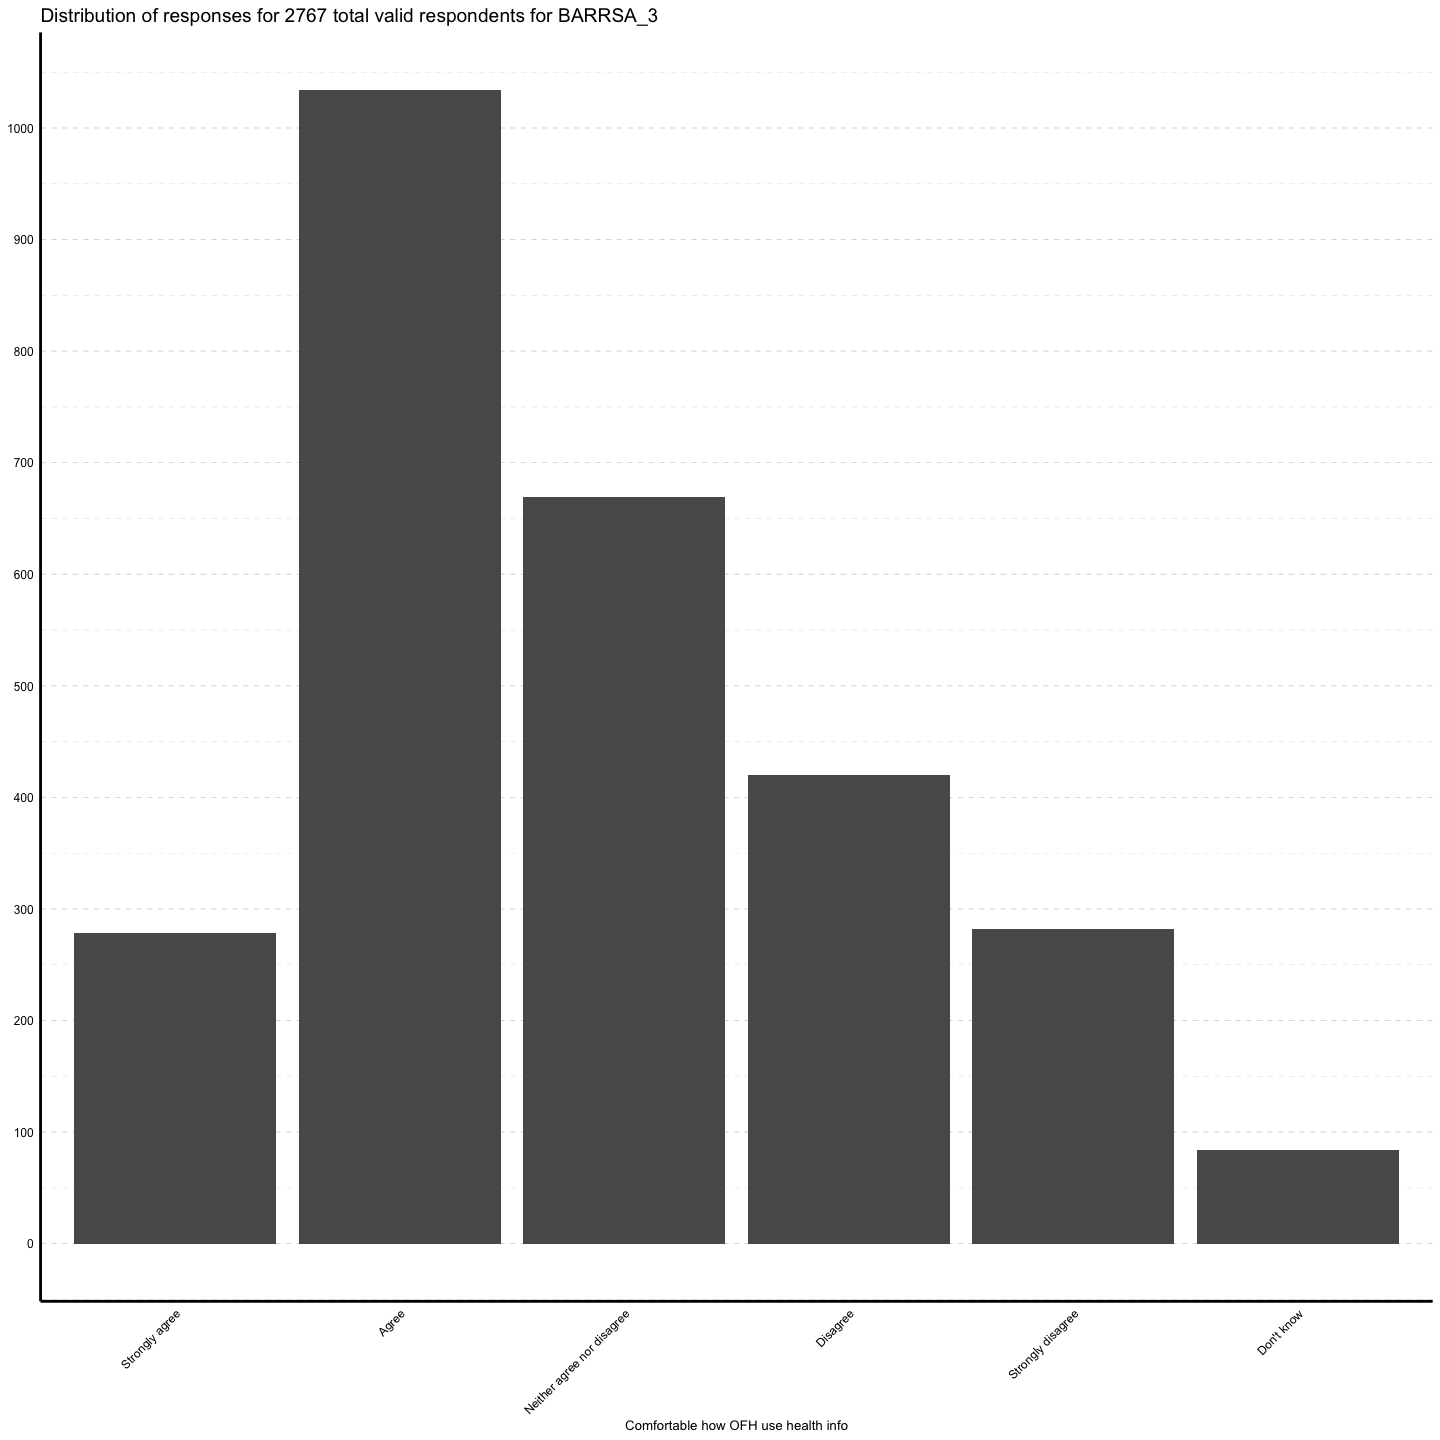 Distribution of responses for 2767 total valid respondents for BARRSA_3
1000
900
800
700
600
500
400
300
200
100
0
Strongly agree
Agree
Neither agree nor disagree
Disagree
Strongly disagree
Don't know
Comfortable how OFH use health info